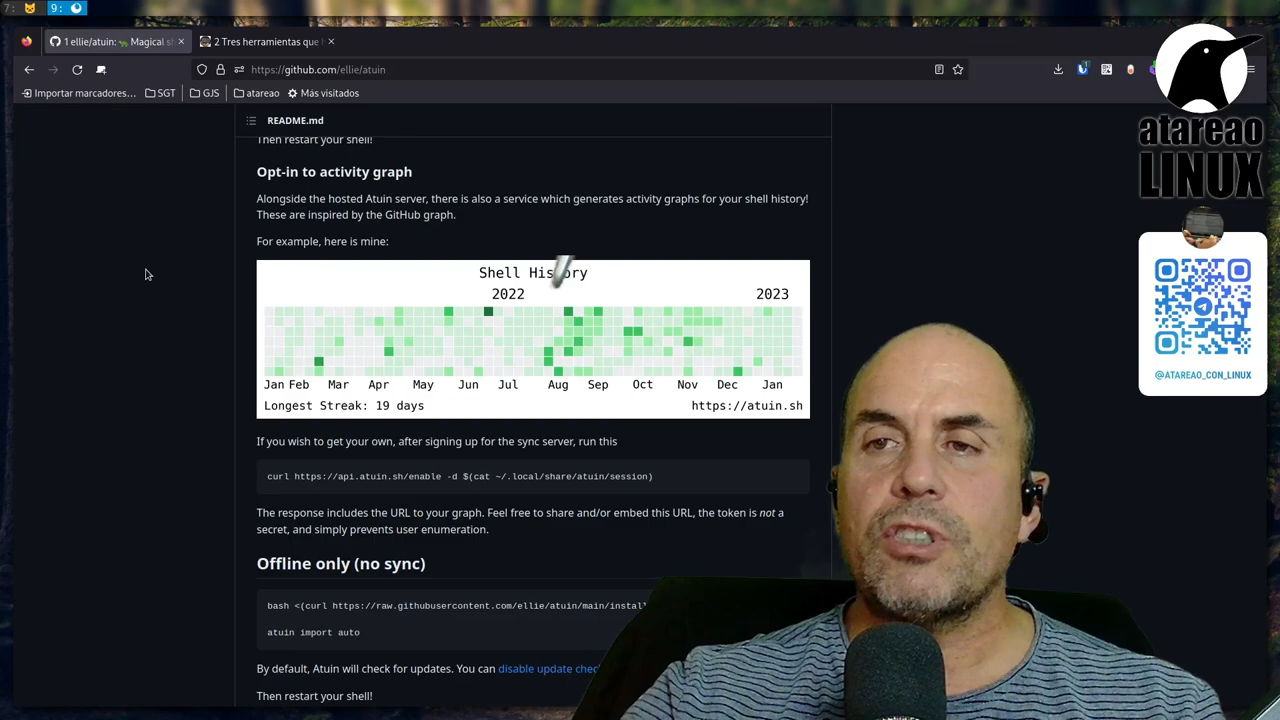 7:
9:
1 ellie/atuin: 🐢 Magical sh
2 Tres herramientas que h
https://github.com/ellie/atuin
Importar marcadores...
SGT
GJS
atareao
Más visitados
README.md
Then restart your shell!
Opt-in to activity graph
Alongside the hosted Atuin server, there is also a service which generates activity graphs for your shell history!
These are inspired by the GitHub graph.
For example, here is mine:
Shell History
2022
2023
Jan Feb Mar Apr May Jun Jul Aug Sep Oct Nov Dec Jan
Longest Streak: 19 days
https://atuin.sh
If you wish to get your own, after signing up for the sync server, run this
curl https://api.atuin.sh/enable -d $(cat ~/.local/share/atuin/session)
The response includes the URL to your graph. Feel free to share and/or embed this URL, the token is not a
secret, and simply prevents user enumeration.
Offline only (no sync)
bash <(curl https://raw.githubusercontent.com/ellie/atuin/main/install
atuin import auto
By default, Atuin will check for updates. You can disable update chec
Then restart your shell!
atareao
LINUX
@ATAREAO_CON_LINUX